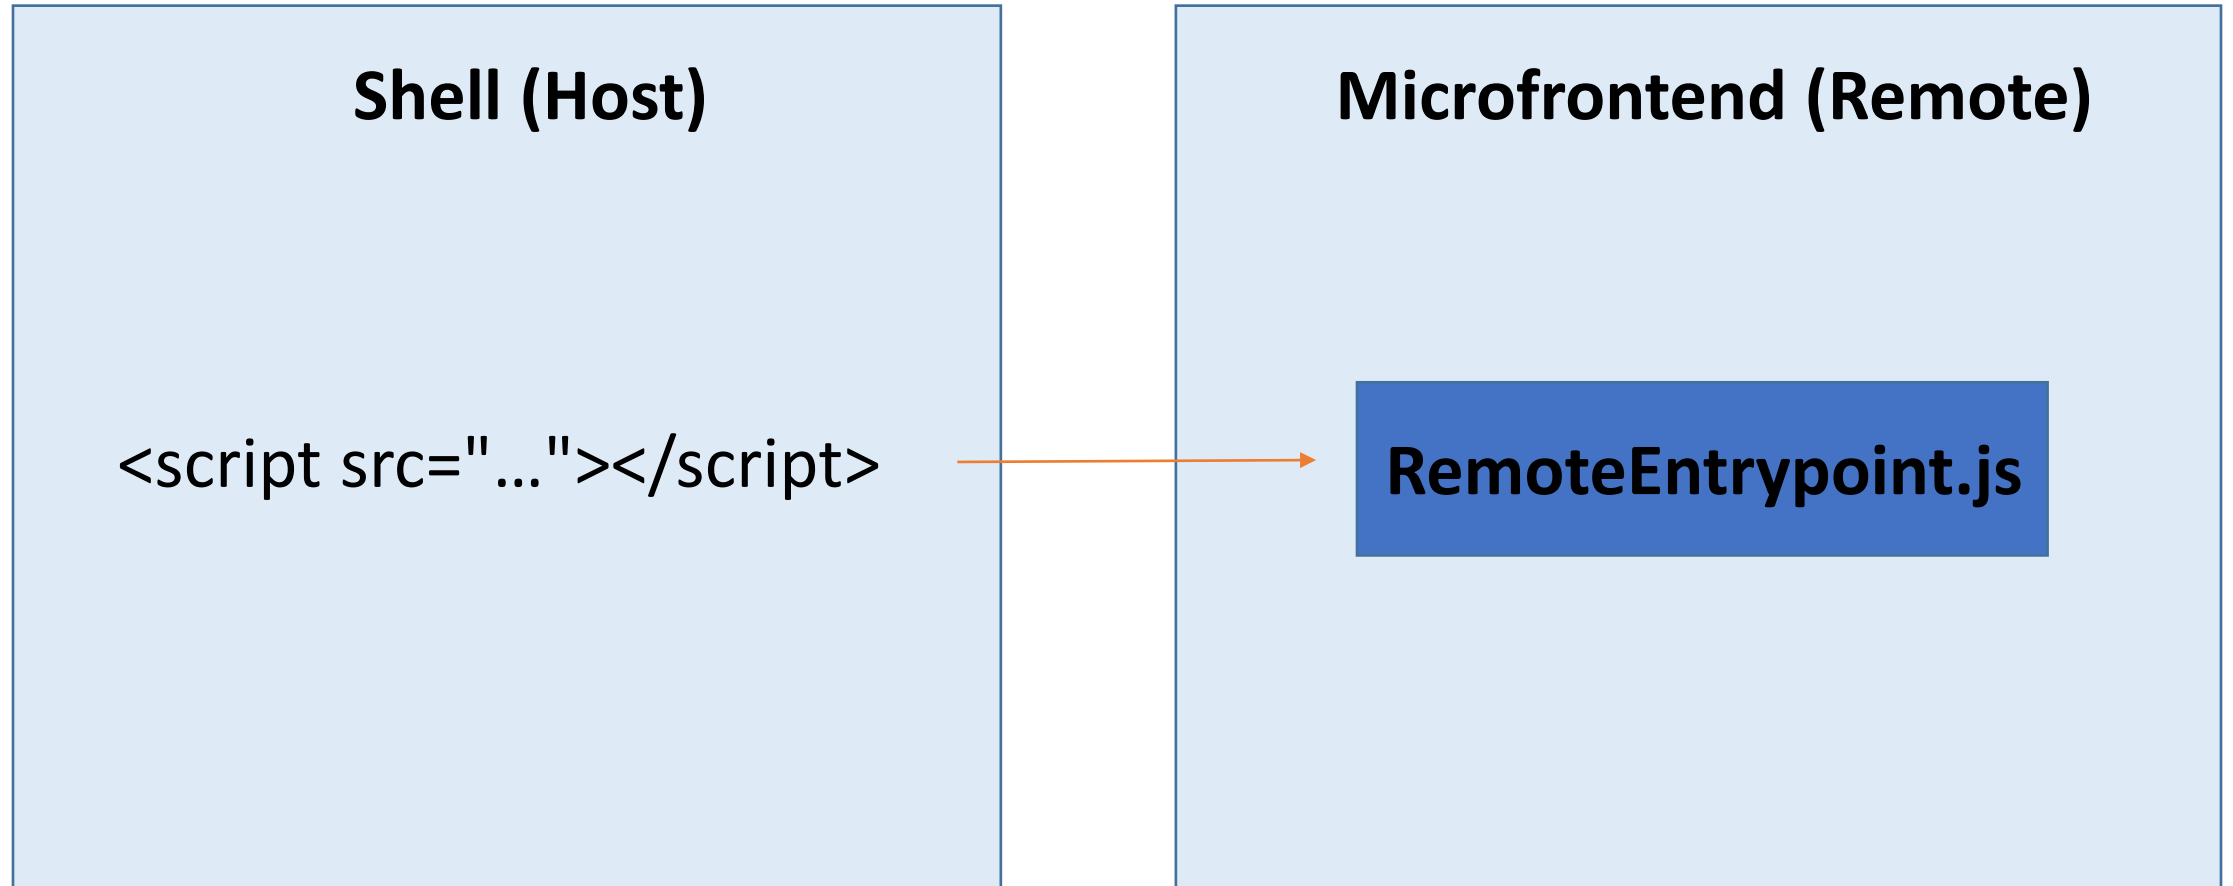 Shell (Host)
Microfrontend (Remote)
<script src="..."></script>
RemoteEntrypoint.js